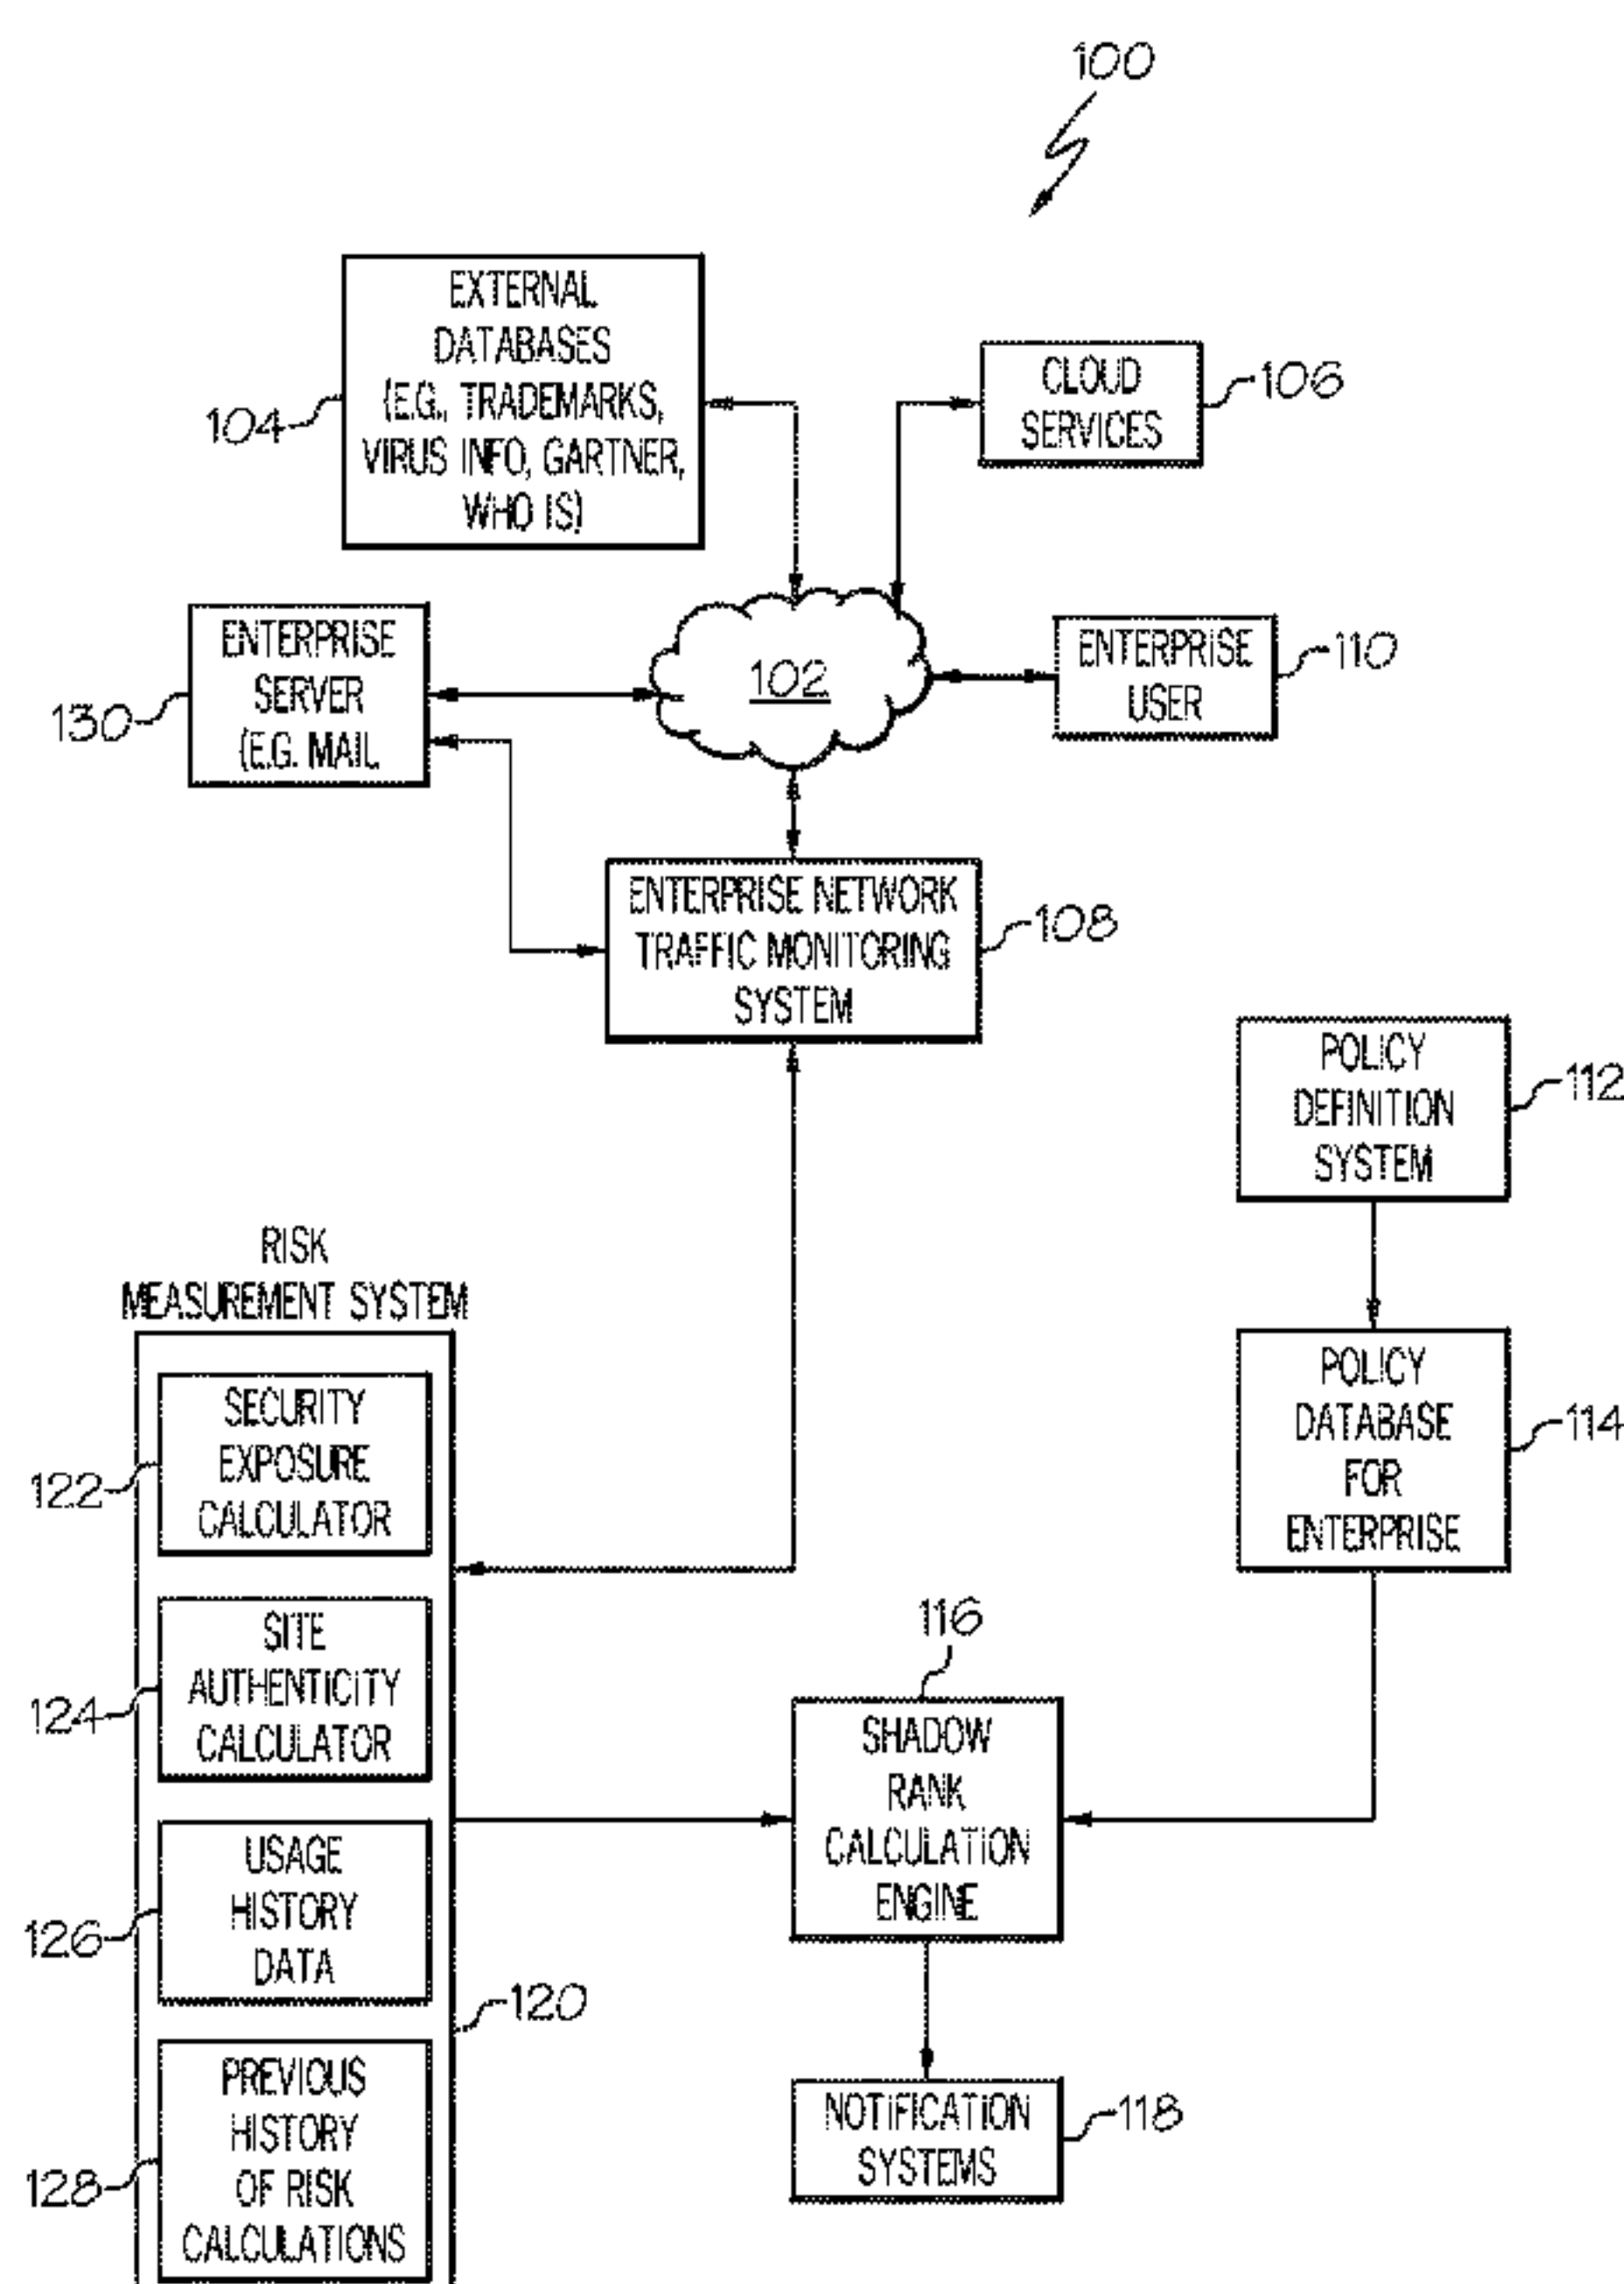 100
EXTERNAL
DATABASES
(E.G., TRADEMARKS,
VIRUS INFO, GARTNER,
WHO IS)
104
CLOUD
SERVICES
106
ENTERPRISE
SERVER
(E.G. MAIL
130
102
ENTERPRISE
USER
110
ENTERPRISE NETWORK
TRAFFIC MONITORING
SYSTEM
108
POLICY
DEFINITION
SYSTEM
112
RISK
MEASUREMENT SYSTEM
SECURITY
EXPOSURE
CALCULATOR
122
POLICY
DATABASE
FOR
ENTERPRISE
114
SITE
AUTHENTICITY
CALCULATOR
124
116
SHADOW
RANK
CALCULATION
ENGINE
USAGE
HISTORY
DATA
126
120
PREVIOUS
HISTORY
OF RISK
CALCULATIONS
128
NOTIFICATION
SYSTEMS
118